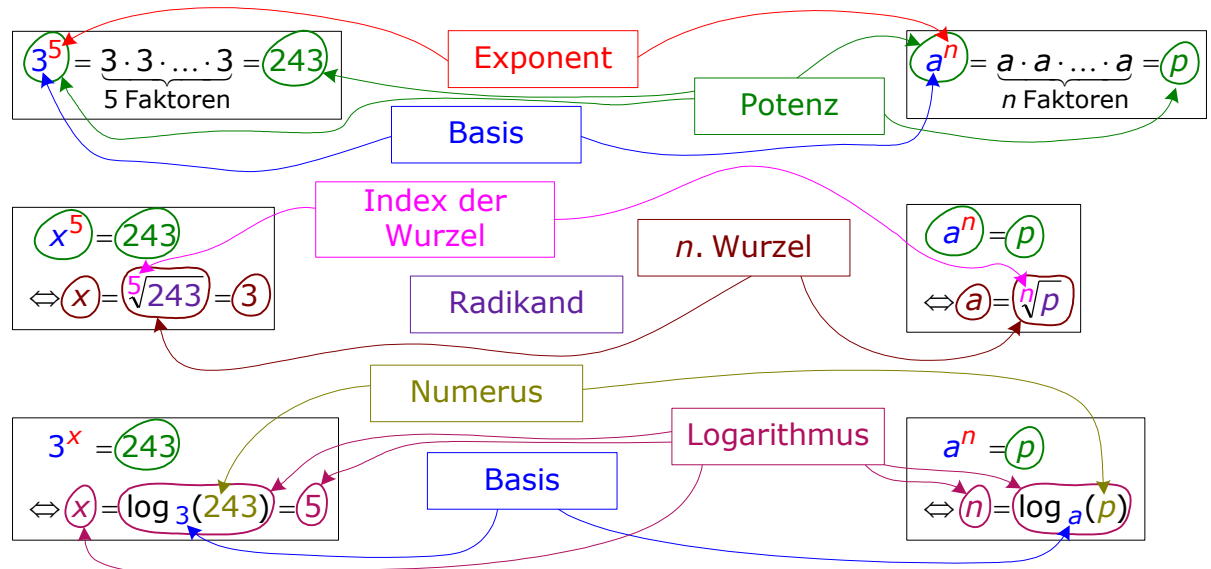 3⁵ = 3 · 3 · … · 3 = 243
5 Faktoren
Exponent
Potenz
Basis
aⁿ = a · a · … · a = p
n Faktoren
x⁵ = 243
⇔ x = ⁵√243 = 3
Index der
Wurzel
n. Wurzel
Radikand
aⁿ = p
⇔ a = ⁿ√p
Numerus
3ˣ = 243
⇔ x = log₃(243) = 5
Logarithmus
Basis
aⁿ = p
⇔ n = logₐ(p)